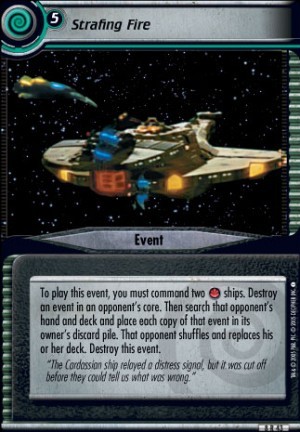 5
Strafing Fire
Event
To play this event, you must command two ships. Destroy
an event in an opponent's core. Then search that opponent's
hand and deck and place each copy of that event in its
owner's discard pile. That opponent shuffles and replaces his
or her deck. Destroy this event.
"The Cardassian ship relayed a distress signal, but it was cut off
before they could tell us what was wrong."